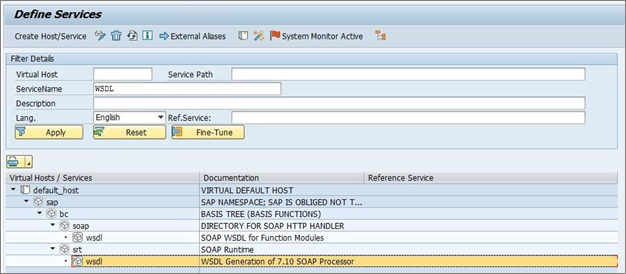 Define Services
Create Host/Service External Aliases System Monitor Active
Filter Details
Virtual Host Service Path
ServiceName WSDL
Description
Lang. English Ref.Service:
Apply Reset Fine-Tune
Virtual Hosts / Services Documentation Reference Service
default_host VIRTUAL DEFAULT HOST
sap SAP NAMESPACE; SAP IS OBLIGED NOT T...
bc BASIS TREE (BASIS FUNCTIONS)
soap DIRECTORY FOR SOAP HTTP HANDLER
wsdl SOAP WSDL for Function Modules
srt SOAP Runtime
wsdl WSDL Generation of 7.10 SOAP Processor